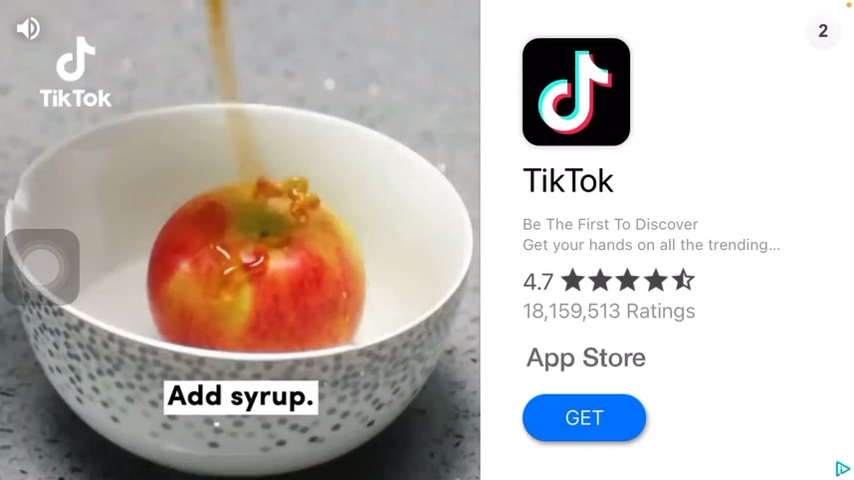 TikTok
Add syrup.
2
TikTok
Be The First To Discover
Get your hands on all the trending...
4.7
18,159,513 Ratings
App Store
GET